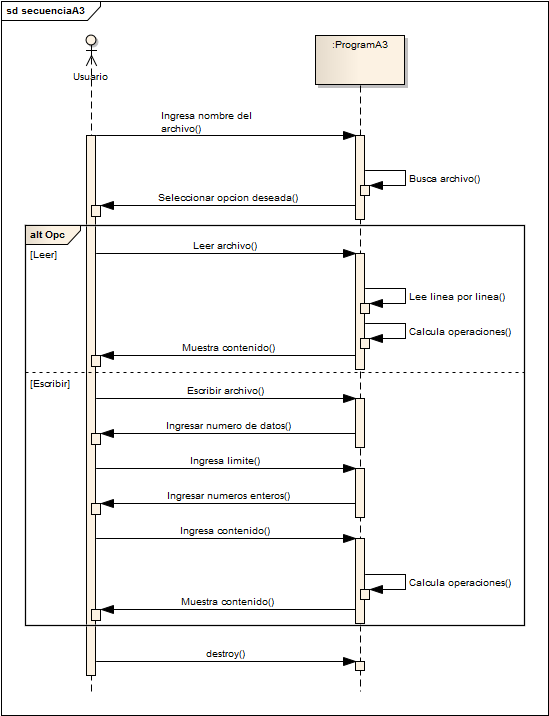 sd secuenciaA3
:ProgramA3
Usuario
Ingresa nombre del
archivo()
Busca archivo()
Seleccionar opcion deseada()
alt Opc
[Leer]
Leer archivo()
Lee linea por linea()
Calcula operaciones()
Muestra contenido()
[Escribir]
Escribir archivo()
Ingresar numero de datos()
Ingresa limite()
Ingresar numeros enteros()
Ingresa contenido()
Calcula operaciones()
Muestra contenido()
destroy()